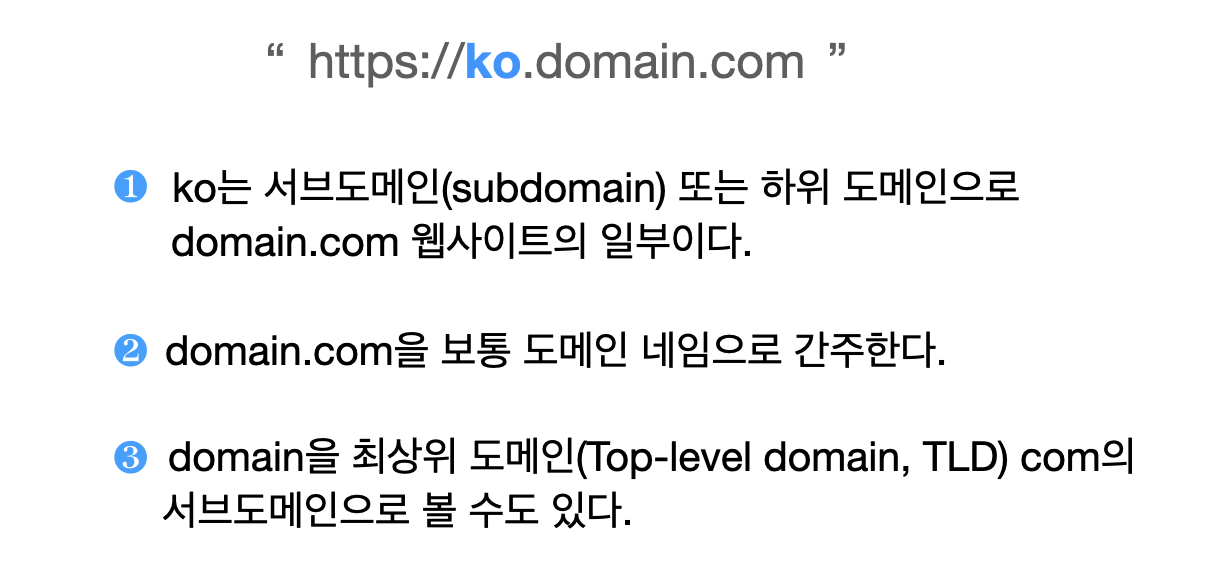 “ https://ko.domain.com ”
❶ ko는 서브도메인(subdomain) 또는 하위 도메인으로
domain.com 웹사이트의 일부이다.
❷ domain.com을 보통 도메인 네임으로 간주한다.
❸ domain을 최상위 도메인(Top-level domain, TLD) com의
서브도메인으로 볼 수도 있다.